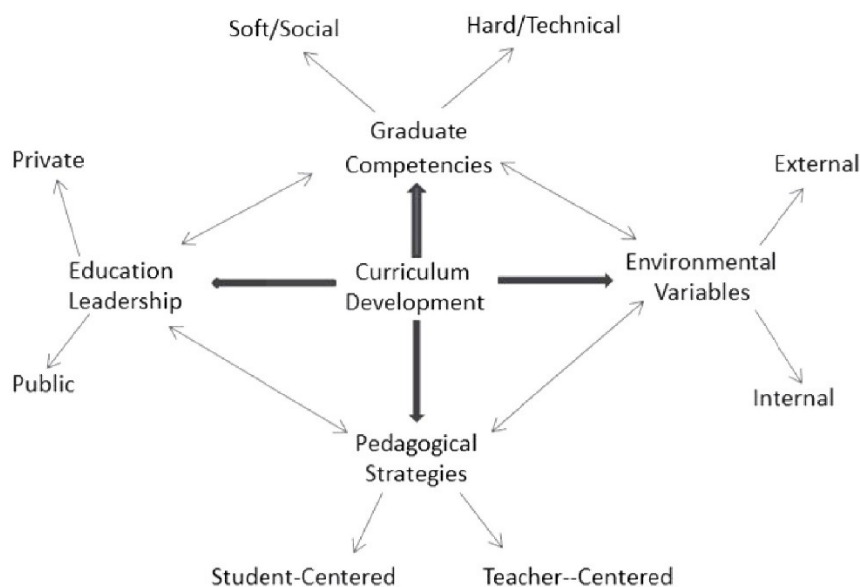 Soft/Social
Hard/Technical
Graduate
Competencies
Private
External
Education
Leadership
Curriculum
Development
Environmental
Variables
Public
Internal
Pedagogical
Strategies
Student-Centered
Teacher--Centered